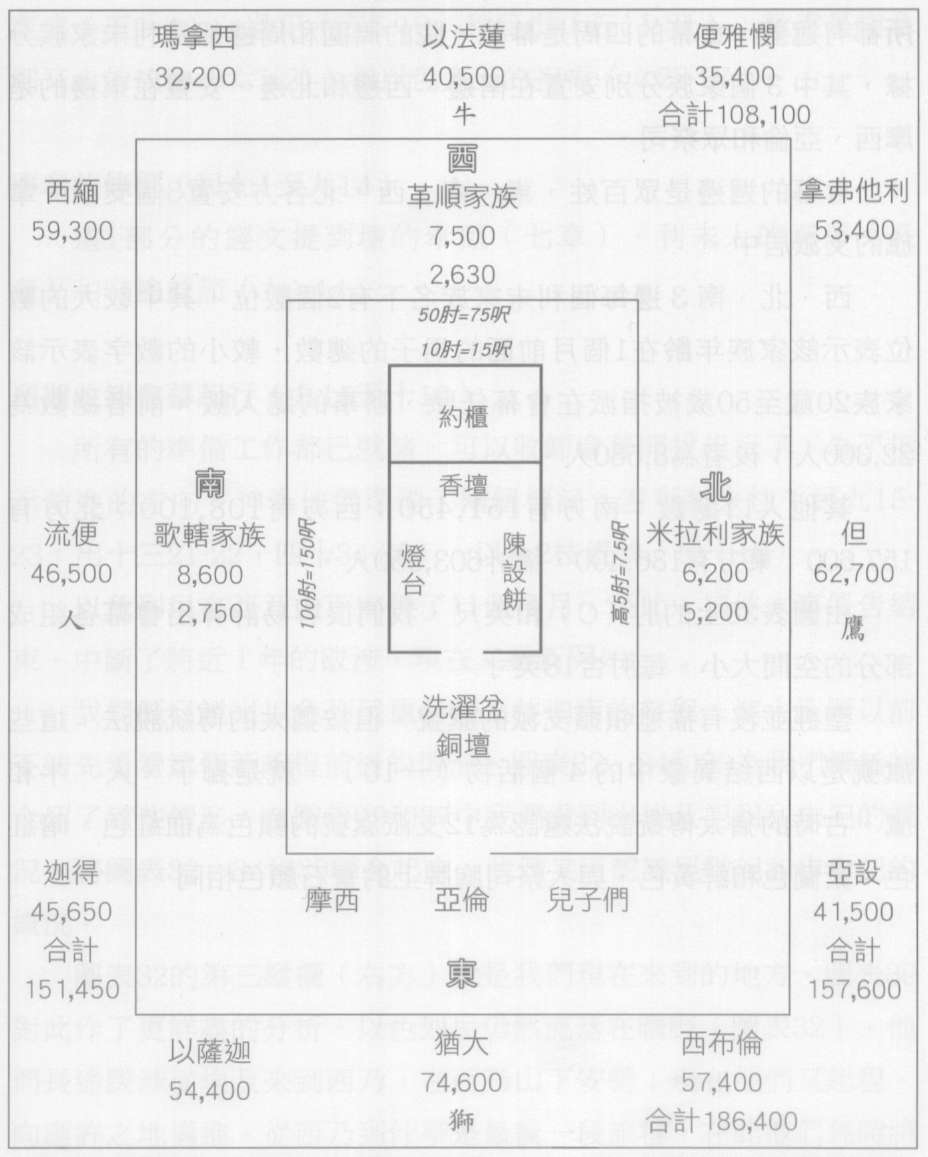 瑪拿西
32,200
以法蓮
40,500
牛
便雅憫
35,400
合計108,100
西緬
59,300
西
革順家族
7,500
2,630
拿弗他利
53,400
50肘=75呎
10肘=15呎
約櫃
香壇
燈台
陳設餅
南
流便
46,500
人
歌轄家族
8,600
2,750
100肘=150呎
高5肘=7.5呎
北
米拉利家族
6,200
5,200
但
62,700
鷹
洗濯盆
銅壇
迦得
45,650
合計
151,450
摩西
亞倫
兒子們
亞設
41,500
合計
157,600
東
以薩迦
54,400
猶大
74,600
獅
西布倫
57,400
合計186,400